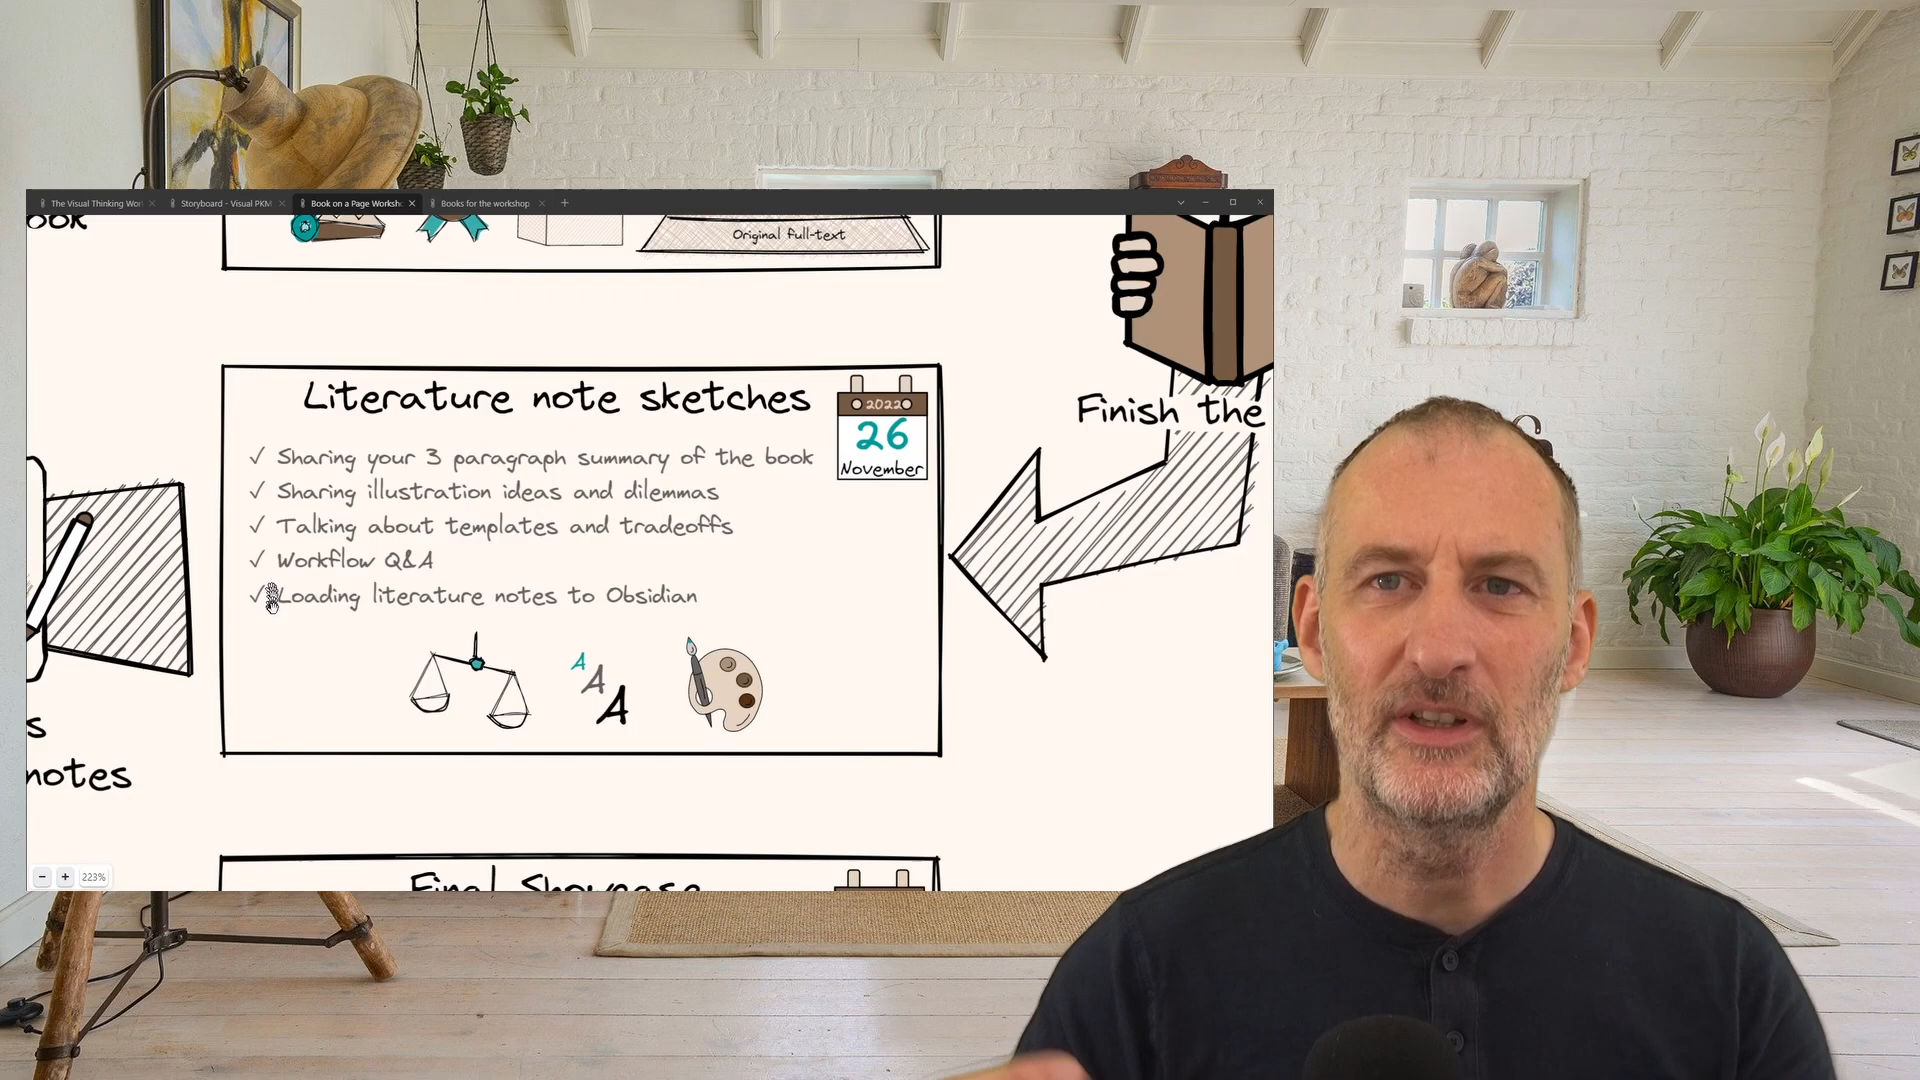 The Visual Thinking Wor
Storyboard - Visual PKM
Book on a Page Worksh
Books for the workshop
ook
Original full-text
Literature note sketches
2022
26
November
✓ Sharing your 3 paragraph summary of the book
✓ Sharing illustration ideas and dilemmas
✓ Talking about templates and tradeoffs
✓ Workflow Q&A
✓ Loading literature notes to Obsidian
A
A
A
Finish the
s
notes
Final Showcase
223%